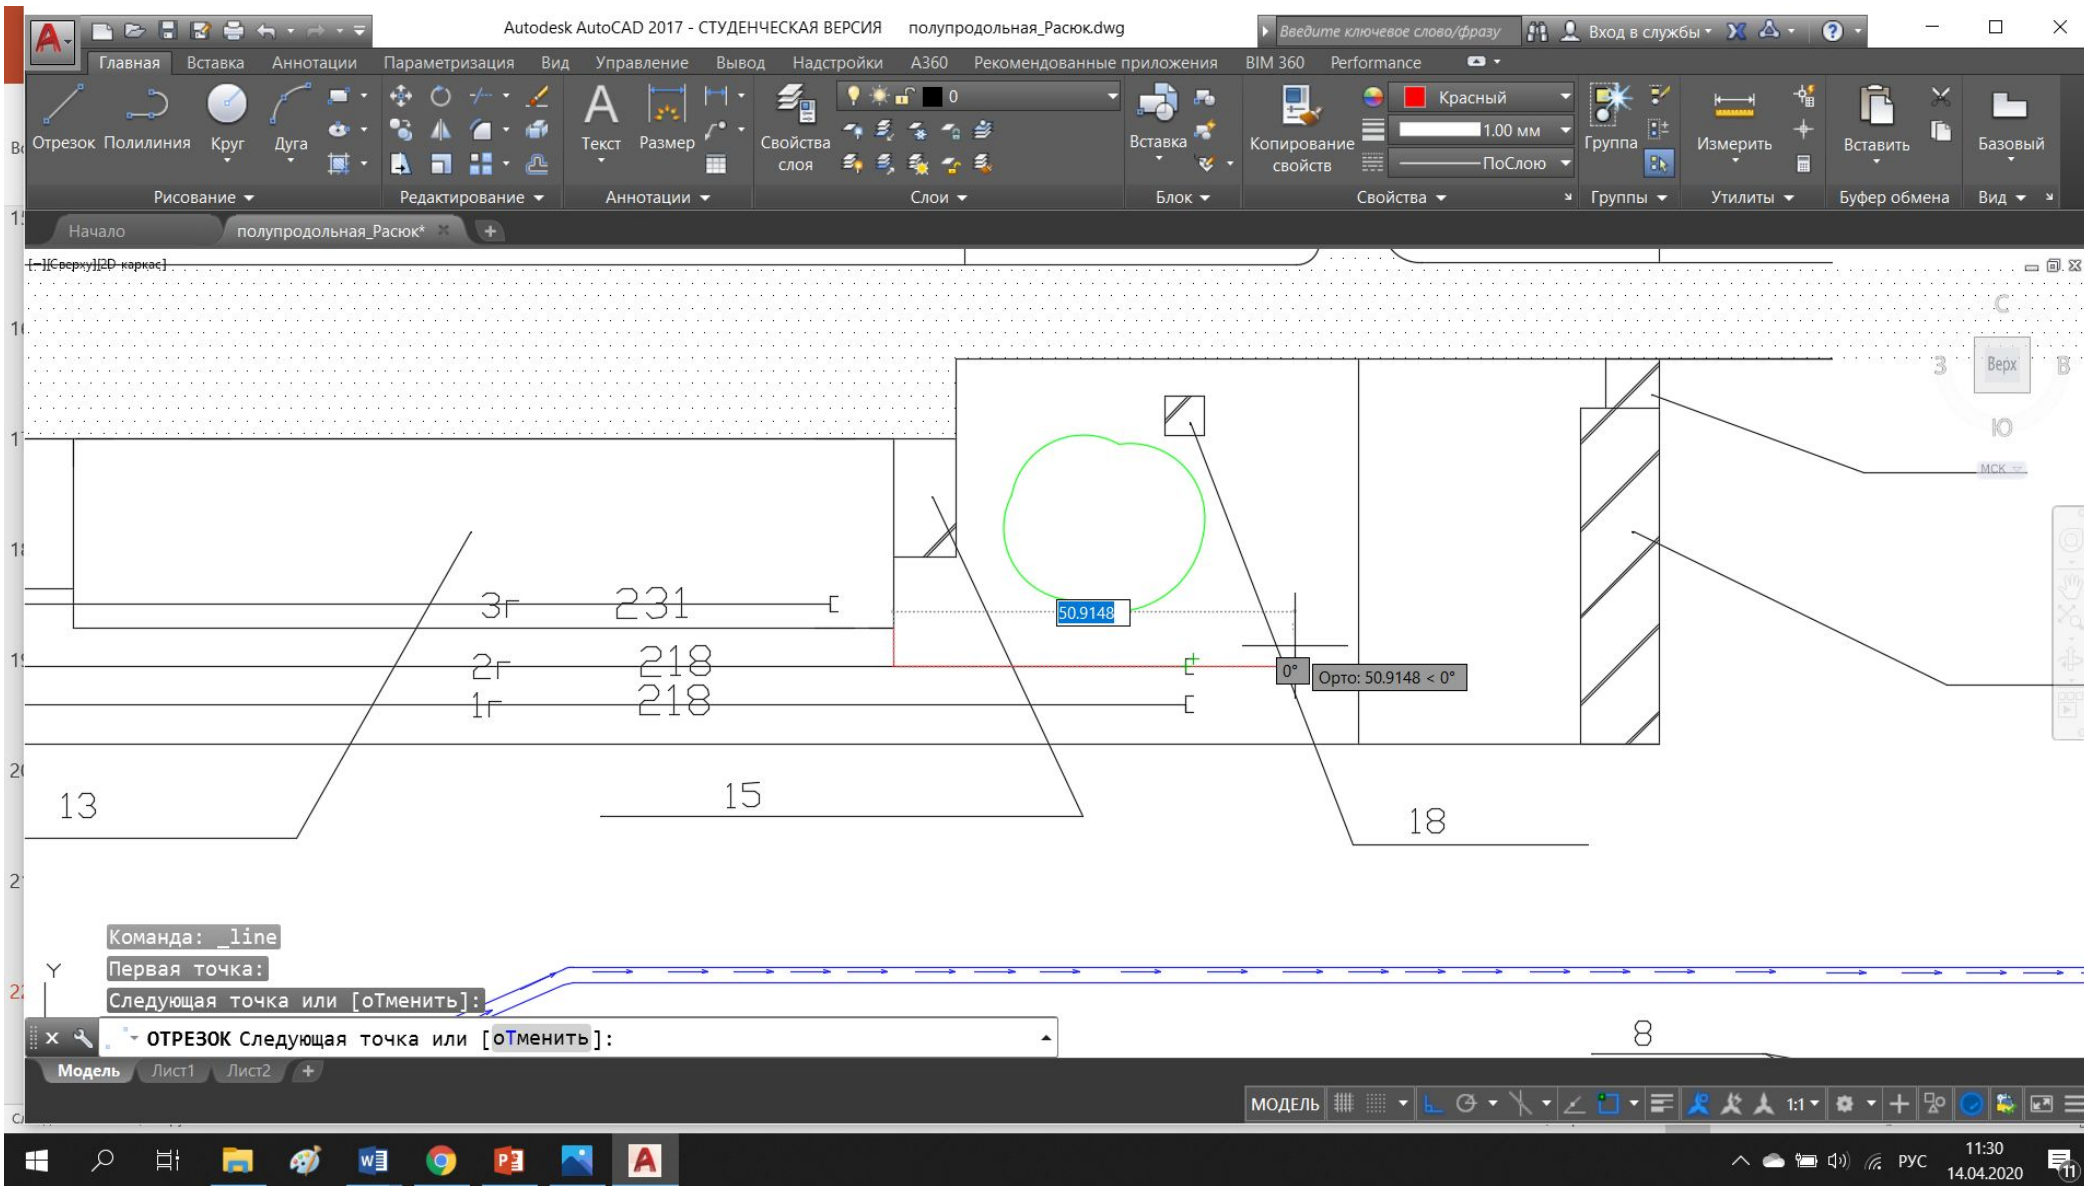 Autodesk AutoCAD 2017 - СТУДЕНЧЕСКАЯ ВЕРСИЯ полупродольная_Расюк.dwg
Введите ключевое слово/фразу
Вход в службы
Главная Вставка Аннотации Параметризация Вид Управление Вывод Надстройки A360 Рекомендованные приложения BIM 360 Performance
0
Красный
1.00 мм
ПоСлою
Отрезок Полилиния Круг Дуга
Текст Размер
Свойства слоя
Вставка
Копирование свойств
Группа
Измерить
Вставить
Базовый
Рисование Редактирование Аннотации Слои Блок Свойства Группы Утилиты Буфер обмена Вид
Начало полупродольная_Расюк* +
[−][Сверху][2D-каркас]
С
З Верх В
Ю
МСК
3г 231
50.9148
2г 218
0° Орто: 50.9148 < 0°
1г 218
13
15
18
Команда: _line
Y Первая точка:
Следующая точка или [оТменить]:
ОТРЕЗОК Следующая точка или [оТменить]:
8
Модель Лист1 Лист2 +
МОДЕЛЬ 1:1
РУС 11:30
14.04.2020
11